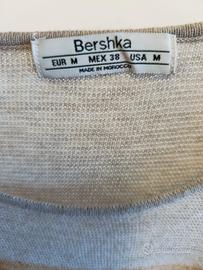 Bershka
EUR M MEX 38 USA M
MADE IN MOROCCO